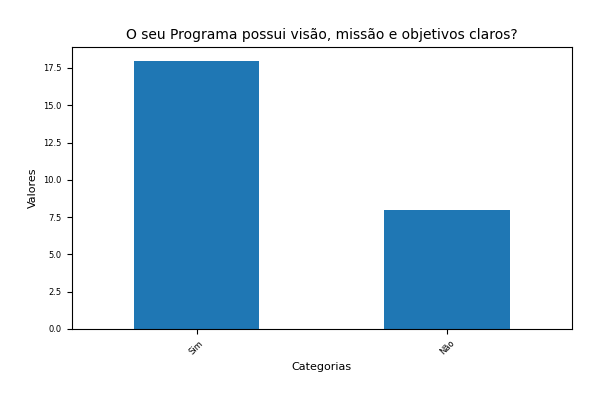 O seu Programa possui visão, missão e objetivos claros?
17.5
15.0
12.5
10.0
7.5
5.0
2.5
0.0
Valores
Sim
Não
Categorias